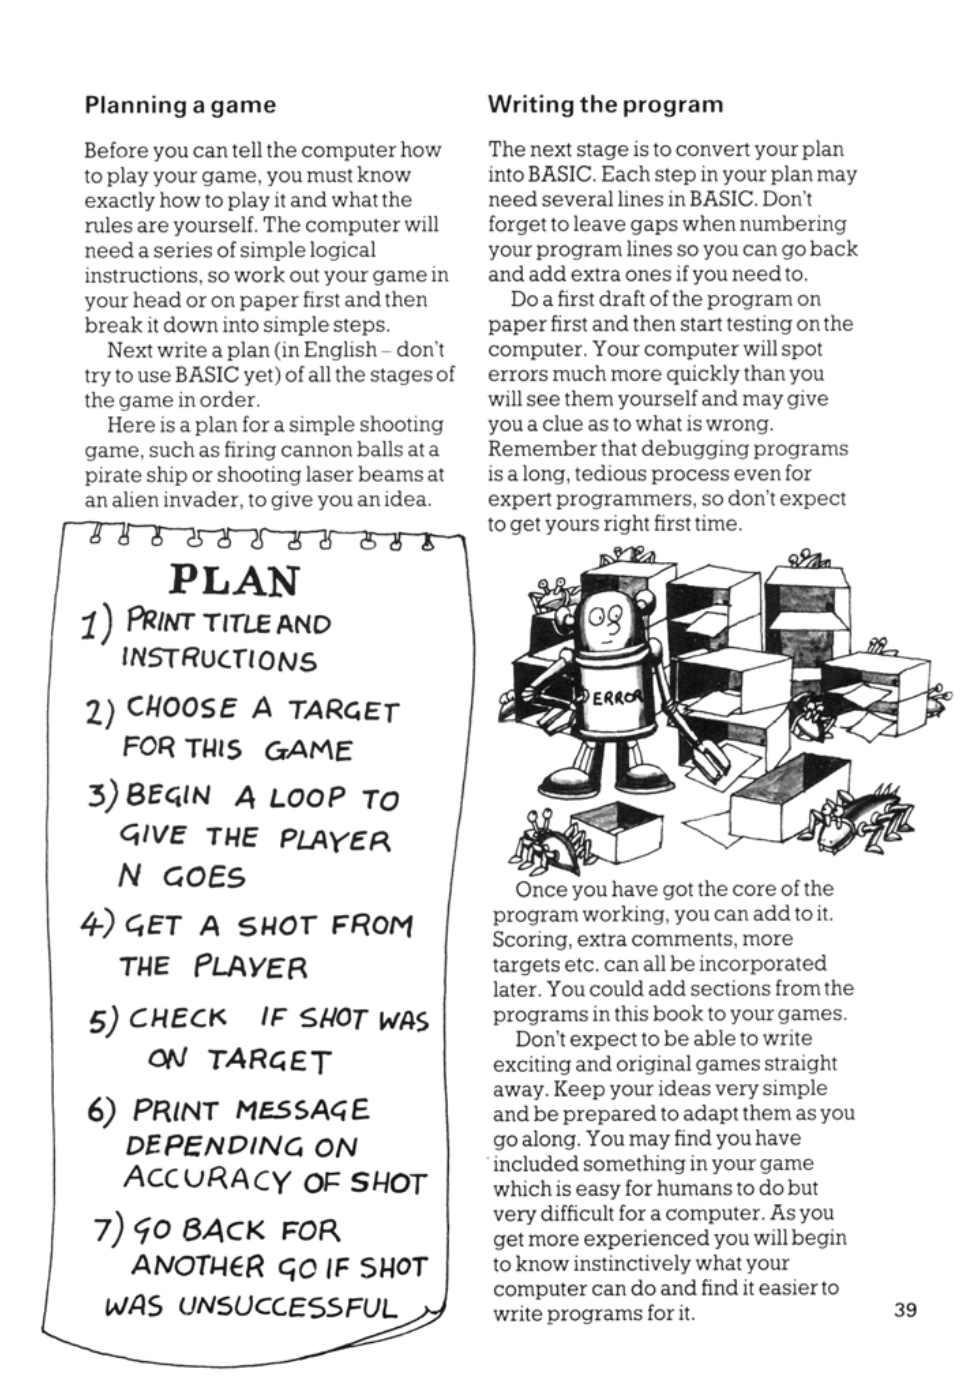 Planning a game
Before you can tell the computer how
to play your game, you must know
exactly how to play it and what the
rules are yourself. The computer will
need a series of simple logical
instructions, so work out your game in
your head or on paper first and then
break it down into simple steps.
Next write a plan (in English – don't
try to use BASIC yet) of all the stages of
the game in order.
Here is a plan for a simple shooting
game, such as firing cannon balls at a
pirate ship or shooting laser beams at
an alien invader, to give you an idea.
PLAN
1) PRINT TITLE AND
INSTRUCTIONS
2) CHOOSE A TARGET
FOR THIS GAME
3) BEGIN A LOOP TO
GIVE THE PLAYER
N GOES
4) GET A SHOT FROM
THE PLAYER
5) CHECK IF SHOT WAS
ON TARGET
6) PRINT MESSAGE
DEPENDING ON
ACCURACY OF SHOT
7) GO BACK FOR
ANOTHER GO IF SHOT
WAS UNSUCCESSFUL
Writing the program
The next stage is to convert your plan
into BASIC. Each step in your plan may
need several lines in BASIC. Don't
forget to leave gaps when numbering
your program lines so you can go back
and add extra ones if you need to.
Do a first draft of the program on
paper first and then start testing on the
computer. Your computer will spot
errors much more quickly than you
will see them yourself and may give
you a clue as to what is wrong.
Remember that debugging programs
is a long, tedious process even for
expert programmers, so don't expect
to get yours right first time.
ERROR
Once you have got the core of the
program working, you can add to it.
Scoring, extra comments, more
targets etc. can all be incorporated
later. You could add sections from the
programs in this book to your games.
Don't expect to be able to write
exciting and original games straight
away. Keep your ideas very simple
and be prepared to adapt them as you
go along. You may find you have
included something in your game
which is easy for humans to do but
very difficult for a computer. As you
get more experienced you will begin
to know instinctively what your
computer can do and find it easier to
write programs for it.
39